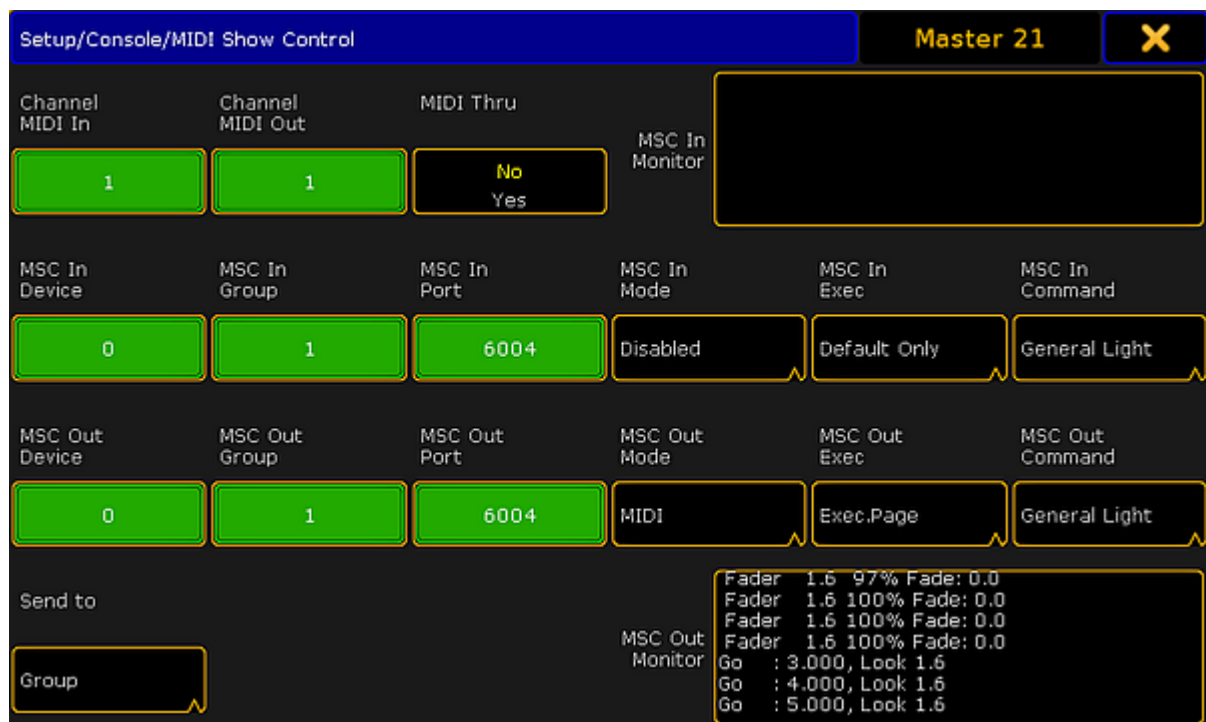 Setup/Console/MIDI Show Control
Master 21
Channel
MIDI In
Channel
MIDI Out
MIDI Thru
MSC In
Monitor
1
1
No
Yes
MSC In
Device
MSC In
Group
MSC In
Port
MSC In
Mode
MSC In
Exec
MSC In
Command
0
1
6004
Disabled
Default Only
General Light
MSC Out
Device
MSC Out
Group
MSC Out
Port
MSC Out
Mode
MSC Out
Exec
MSC Out
Command
0
1
6004
MIDI
Exec.Page
General Light
Send to
Group
MSC Out
Monitor
Fader 1.6 97% Fade: 0.0
Fader 1.6 100% Fade: 0.0
Fader 1.6 100% Fade: 0.0
Fader 1.6 100% Fade: 0.0
Go : 3.000, Look 1.6
Go : 4.000, Look 1.6
Go : 5.000, Look 1.6